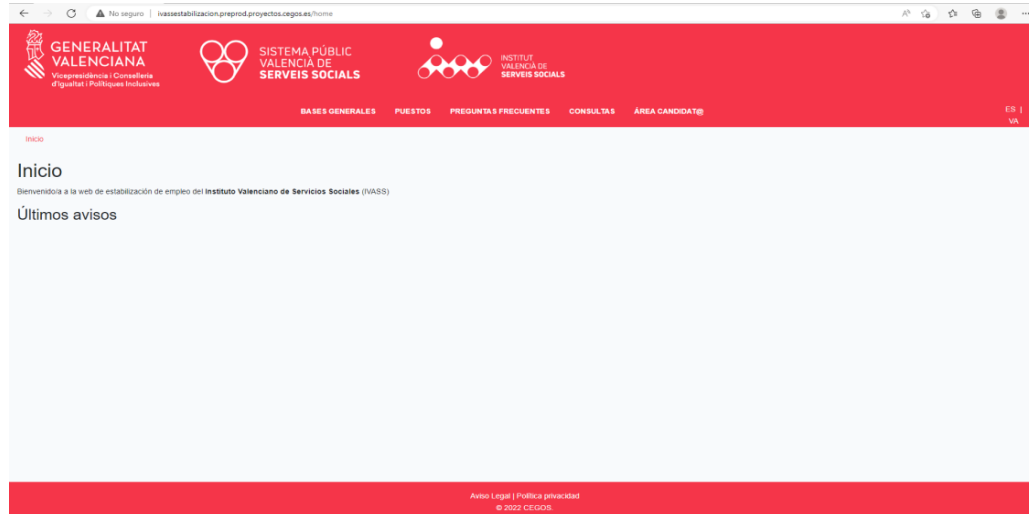 No seguro | ivassestabilizacion.preprod.proyectos.cegos.es/home
GENERALITAT
VALENCIANA
Vicepresidència i Conselleria
d'Igualtat i Polítiques Inclusives
SISTEMA PÚBLIC
VALENCIÀ DE
SERVEIS SOCIALS
INSTITUT
VALENCIÀ DE
SERVEIS SOCIALS
BASES GENERALES PUESTOS PREGUNTAS FRECUENTES CONSULTAS ÁREA CANDIDAT@
ES |
VA
Inicio
Inicio
Bienvenido/a a la web de estabilización de empleo del Instituto Valenciano de Servicios Sociales (IVASS)
Últimos avisos
Aviso Legal | Política privacidad
© 2022 CEGOS.